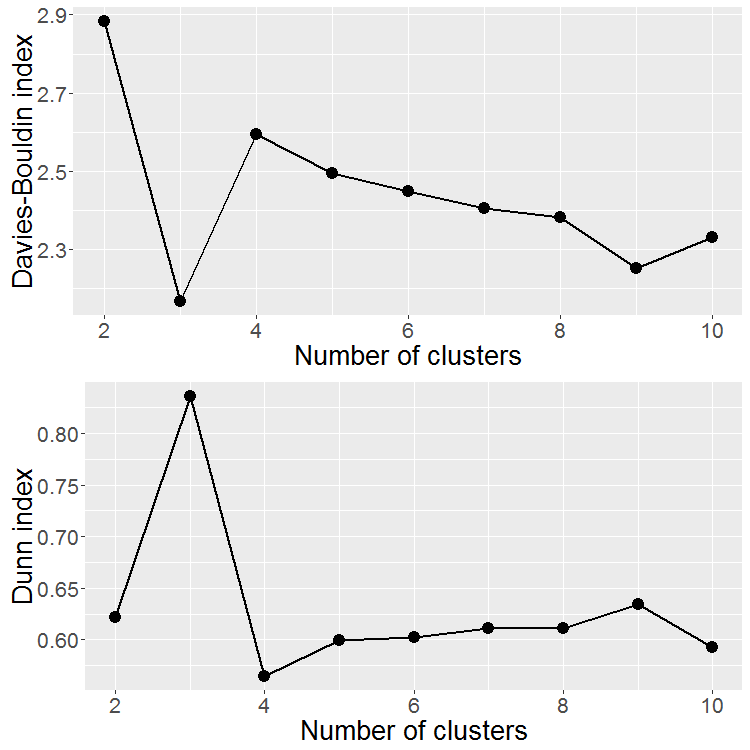 Davies-Bouldin index
2.9
2.7
2.5
2.3
2 4 6 8 10
Number of clusters
Dunn index
0.80
0.75
0.70
0.65
0.60
2 4 6 8 10
Number of clusters